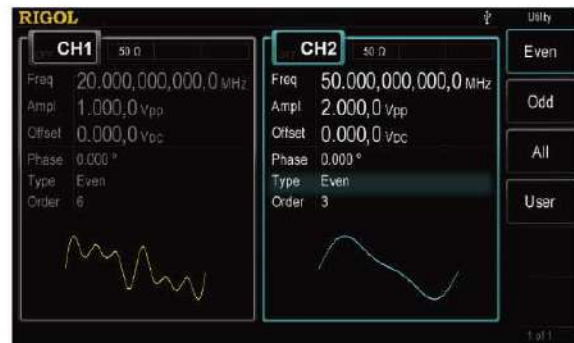 RIGOL
Utility
CH1
50 Ω
Freq 20.000,000,000,0 MHz
Ampl 1.000,0 Vpp
Offset 0.000,0 VDC
Phase 0.000 °
Type Even
Order 6
CH2
50 Ω
Freq 50.000,000,000,0 MHz
Ampl 2.000,0 Vpp
Offset 0.000,0 VDC
Phase 0.000 °
Type Even
Order 3
Even
Odd
All
User
1 of 1